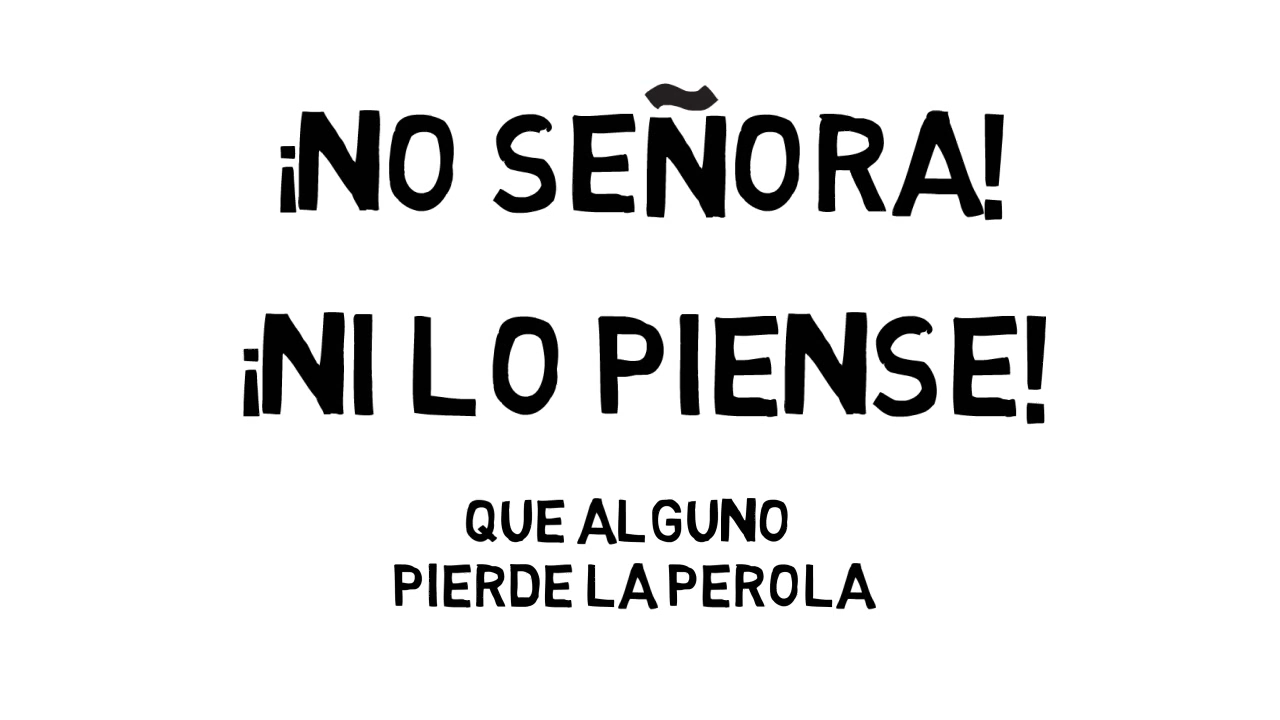 ¡NO SEÑORA!
¡NI LO PIENSE!
QUE ALGUNO
PIERDE LA PEROLA